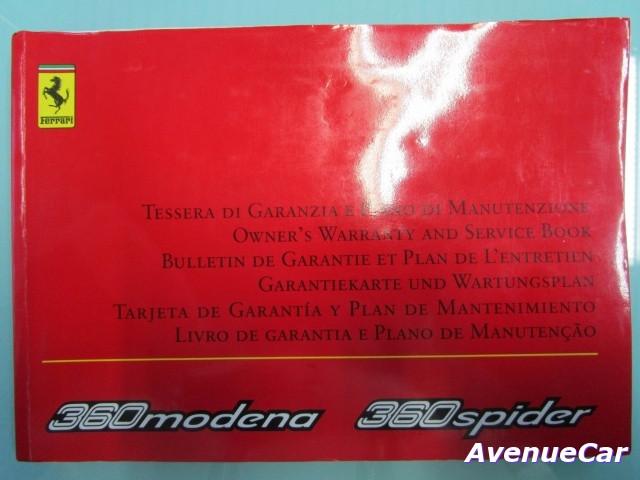 Ferrari
TESSERA DI GARANZIA E PIANO DI MANUTENZIONE
OWNER'S WARRANTY AND SERVICE BOOK
BULLETIN DE GARANTIE ET PLAN DE L'ENTRETIEN
GARANTIEKARTE UND WARTUNGSPLAN
TARJETA DE GARANTÍA Y PLAN DE MANTENIMIENTO
LIVRO DE GARANTIA E PLANO DE MANUTENÇÃO
360modena 360spider
AvenueCar